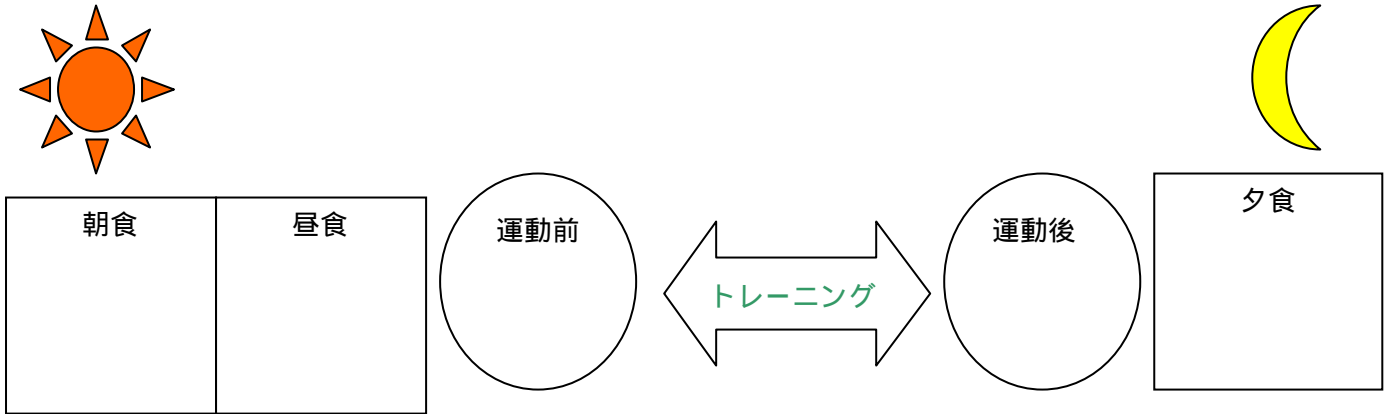 朝食
昼食
運動前
トレーニング
運動後
夕食